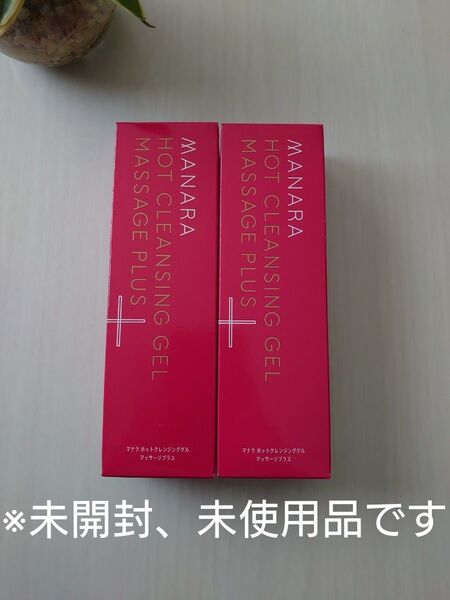 MANARA
HOT CLEANSING GEL
MASSAGE PLUS
マナラ ホットクレンジングゲル
マッサージプラス
MANARA
HOT CLEANSING GEL
MASSAGE PLUS
マナラ ホットクレンジングゲル
マッサージプラス
※未開封、未使用品です